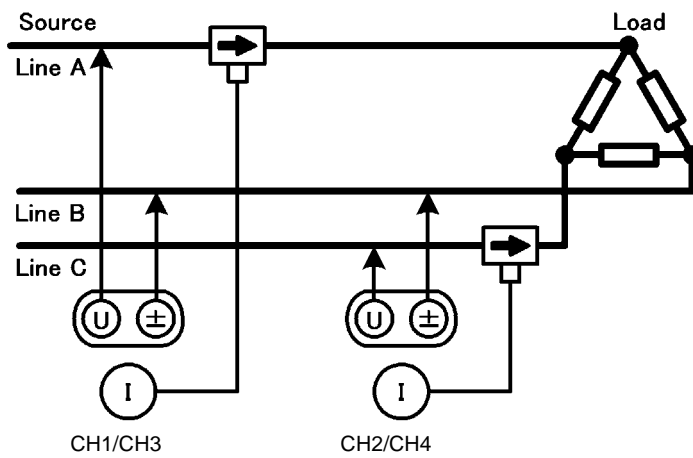 Source
Load
Line A
Line B
Line C
U ±
U ±
I
I
CH1/CH3
CH2/CH4